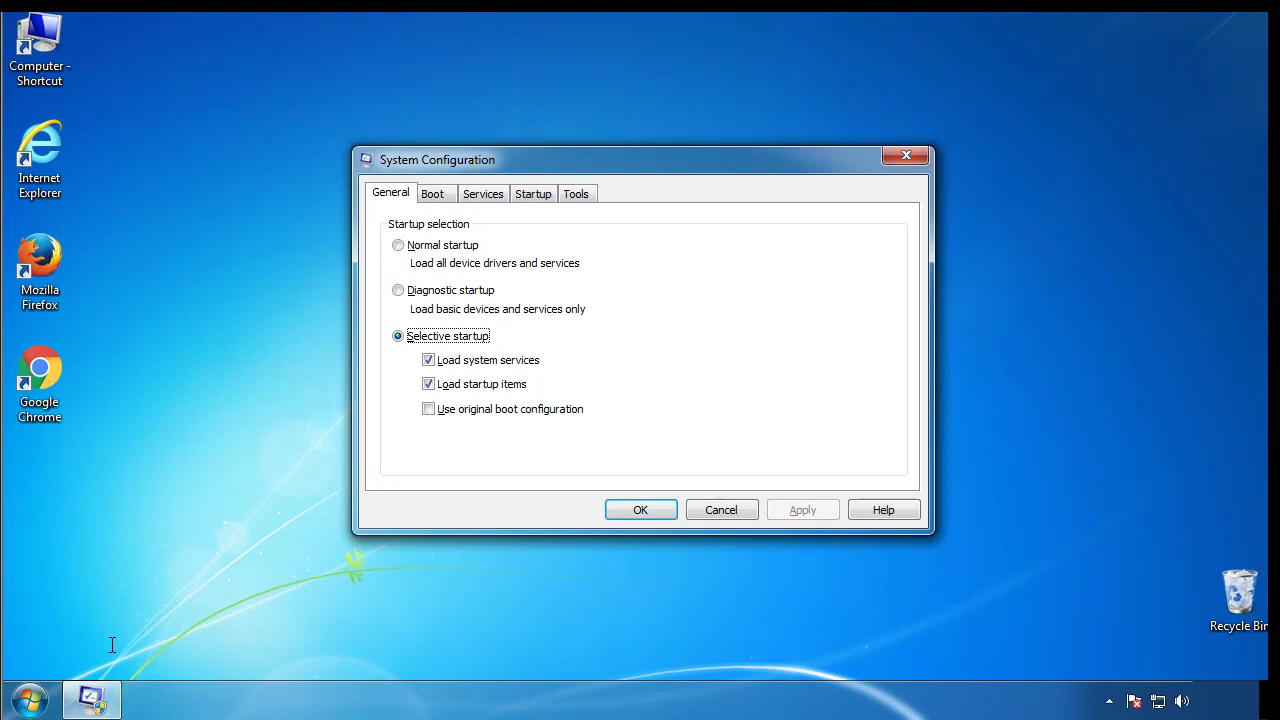 Computer -
Shortcut
Internet
Explorer
Mozilla
Firefox
Google
Chrome
System Configuration
General
Boot
Services
Startup
Tools
Startup selection
Normal startup
Load all device drivers and services
Diagnostic startup
Load basic devices and services only
Selective startup
Load system services
Load startup items
Use original boot configuration
OK
Cancel
Apply
Help
Recycle Bin